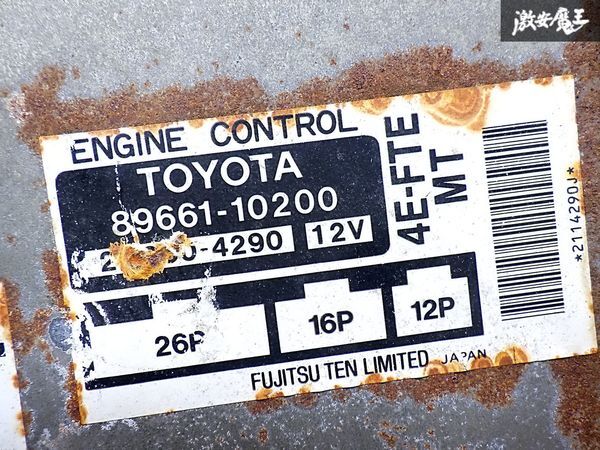 激安魔王
ENGINE CONTROL
TOYOTA
89661-10200
-4290 12V
4E-FTE
MT
26P
16P
12P
FUJITSU TEN LIMITED JAPAN
*2114290J*